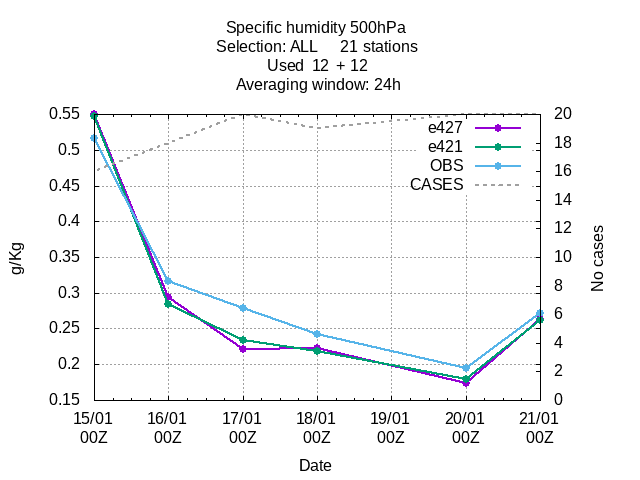 Specific humidity 500hPa
Selection: ALL 21 stations
Used 12 + 12
Averaging window: 24h
0.55
0.5
0.45
0.4
0.35
0.3
0.25
0.2
0.15
g/Kg
e427
e421
OBS
CASES
20
18
16
14
12
10
8
6
4
2
0
No cases
15/01 16/01 17/01 18/01 19/01 20/01 21/01
00Z 00Z 00Z 00Z 00Z 00Z 00Z
Date